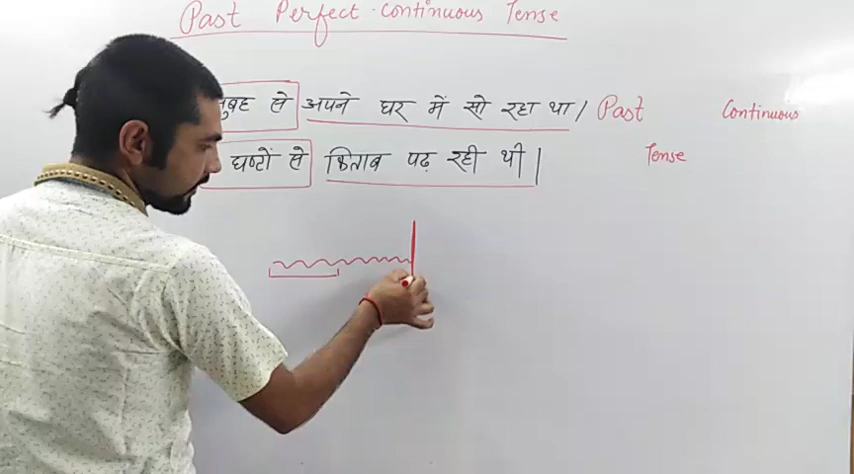 Past Perfect continuous Tense
से अपने घर में सो रहा था / Past Continuous
घण्टों से किताब पढ़ रही थी | Tense